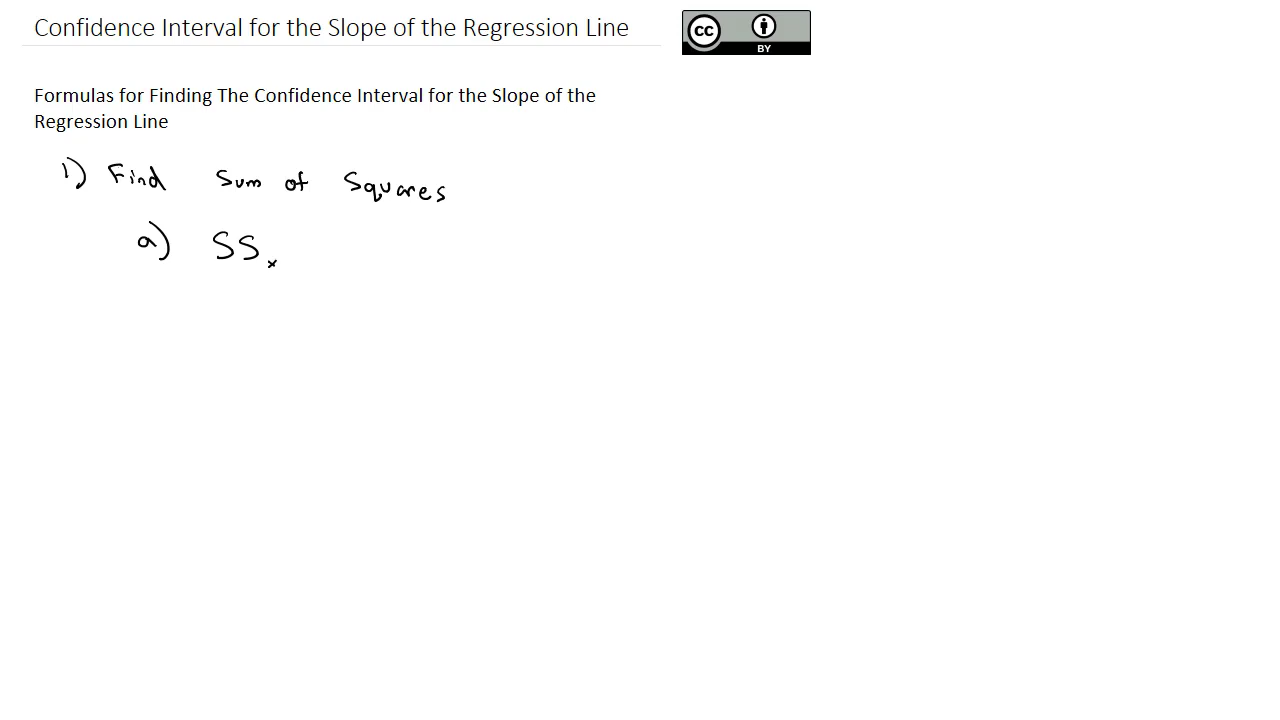 Confidence Interval for the Slope of the Regression Line
cc
BY
Formulas for Finding The Confidence Interval for the Slope of the
Regression Line
1) Find Sum of Squares
a) SSx